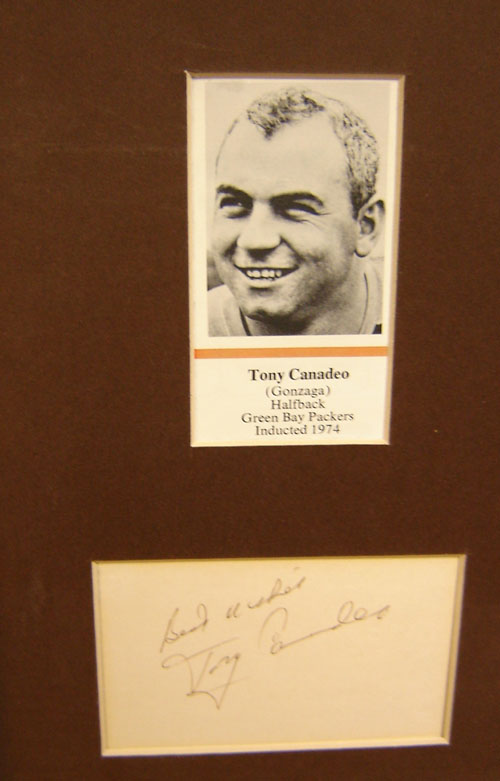 Tony Canadeo
(Gonzaga)
Halfback
Green Bay Packers
Inducted 1974
Best Wishes
Tony Canadeo